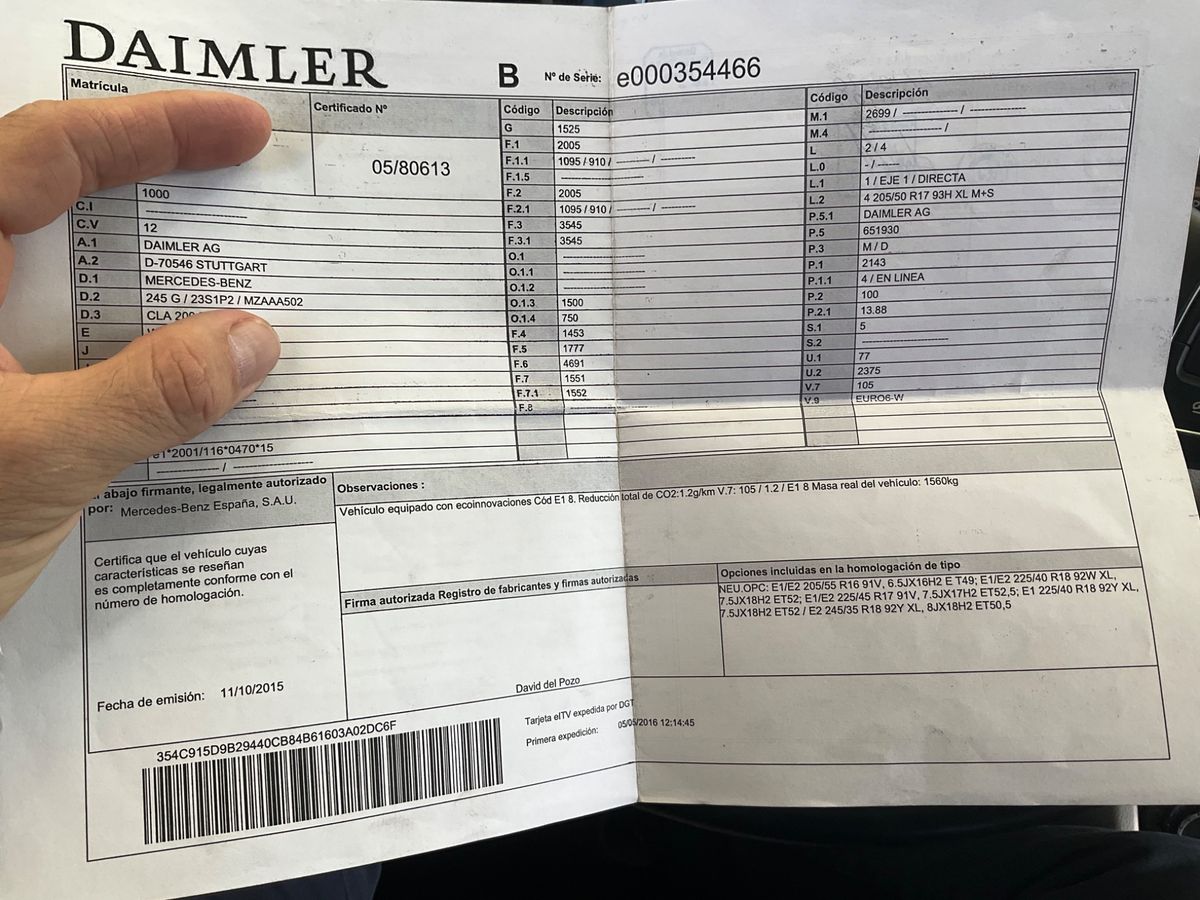 DAIMLER
B Nº de Serie: e000354466
Matrícula
Certificado Nº
05/80613
1000
C.I ------------------------
C.V 12
A.1 DAIMLER AG
A.2 D-70546 STUTTGART
D.1 MERCEDES-BENZ
D.2 245 G / 23S1P2 / MZAAA502
D.3 CLA 200
E
J
e1*2001/116*0470*15
--------------- / -------------------
Código Descripción
G 1525
F.1 2005
F.1.1 1095 / 910 / -------- / --------
F.1.5 --------------------
F.2 2005
F.2.1 1095 / 910 / -------- / --------
F.3 3545
F.3.1 3545
O.1 --------------------
O.1.1 --------------------
O.1.2 --------------------
O.1.3 1500
O.1.4 750
F.4 1453
F.5 1777
F.6 4691
F.7 1551
F.7.1 1552
F.8 --------------------
Código Descripción
M.1 2699 / ------------- / -------------
M.4 ----------------- /
L 2 / 4
L.0 - / ------
L.1 1 / EJE 1 / DIRECTA
L.2 4 205/50 R17 93H XL M+S
P.5.1 DAIMLER AG
P.5 651930
P.3 M / D
P.1 2143
P.1.1 4 / EN LINEA
P.2 100
P.2.1 13.88
S.1 5
S.2 --------------------
U.1 77
U.2 2375
V.7 105
V.9 EURO6-W
abajo firmante, legalmente autorizado
por: Mercedes-Benz España, S.A.U.
Certifica que el vehículo cuyas
características se reseñan
es completamente conforme con el
número de homologación.
Fecha de emisión: 11/10/2015
Observaciones :
Vehículo equipado con ecoinnovaciones Cód E1 8. Reducción total de CO2:1.2g/km V.7: 105 / 1.2 / E1 8 Masa real del vehículo: 1560kg
Firma autorizada Registro de fabricantes y firmas autorizadas
David del Pozo
Opciones incluidas en la homologación de tipo
NEU.OPC: E1/E2 205/55 R16 91V, 6.5JX16H2 E T49; E1/E2 225/40 R18 92W XL,
7.5JX18H2 ET52; E1/E2 225/45 R17 91V, 7.5JX17H2 ET52,5; E1 225/40 R18 92Y XL,
7.5JX18H2 ET52 / E2 245/35 R18 92Y XL, 8JX18H2 ET50,5
354C915D9B29440CB84B61603A02DC6F
Tarjeta eITV expedida por DGT
Primera expedición: 05/05/2016 12:14:45